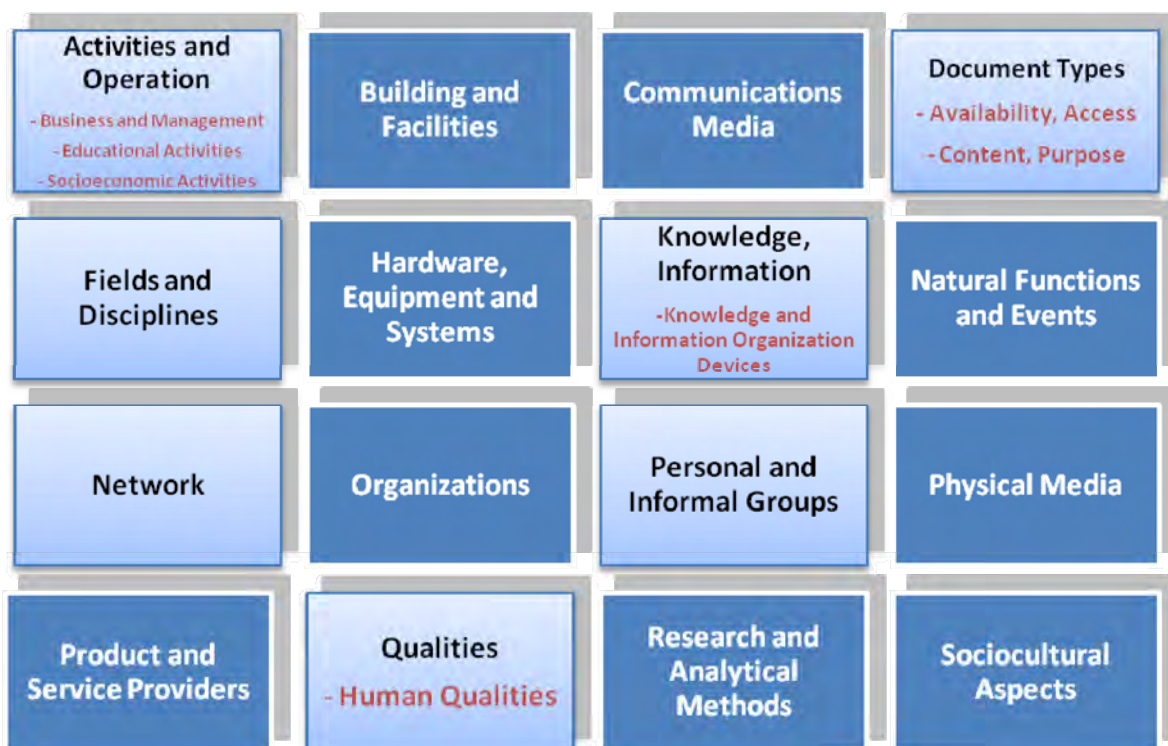 Activities and
Operation
- Business and Management
- Educational Activities
- Socioeconomic Activities
Building and
Facilities
Communications
Media
Document Types
- Availability, Access
- Content, Purpose
Fields and
Disciplines
Hardware,
Equipment and
Systems
Knowledge,
Information
-Knowledge and
Information Organization
Devices
Natural Functions
and Events
Network
Organizations
Personal and
Informal Groups
Physical Media
Product and
Service Providers
Qualities
- Human Qualities
Research and
Analytical
Methods
Sociocultural
Aspects